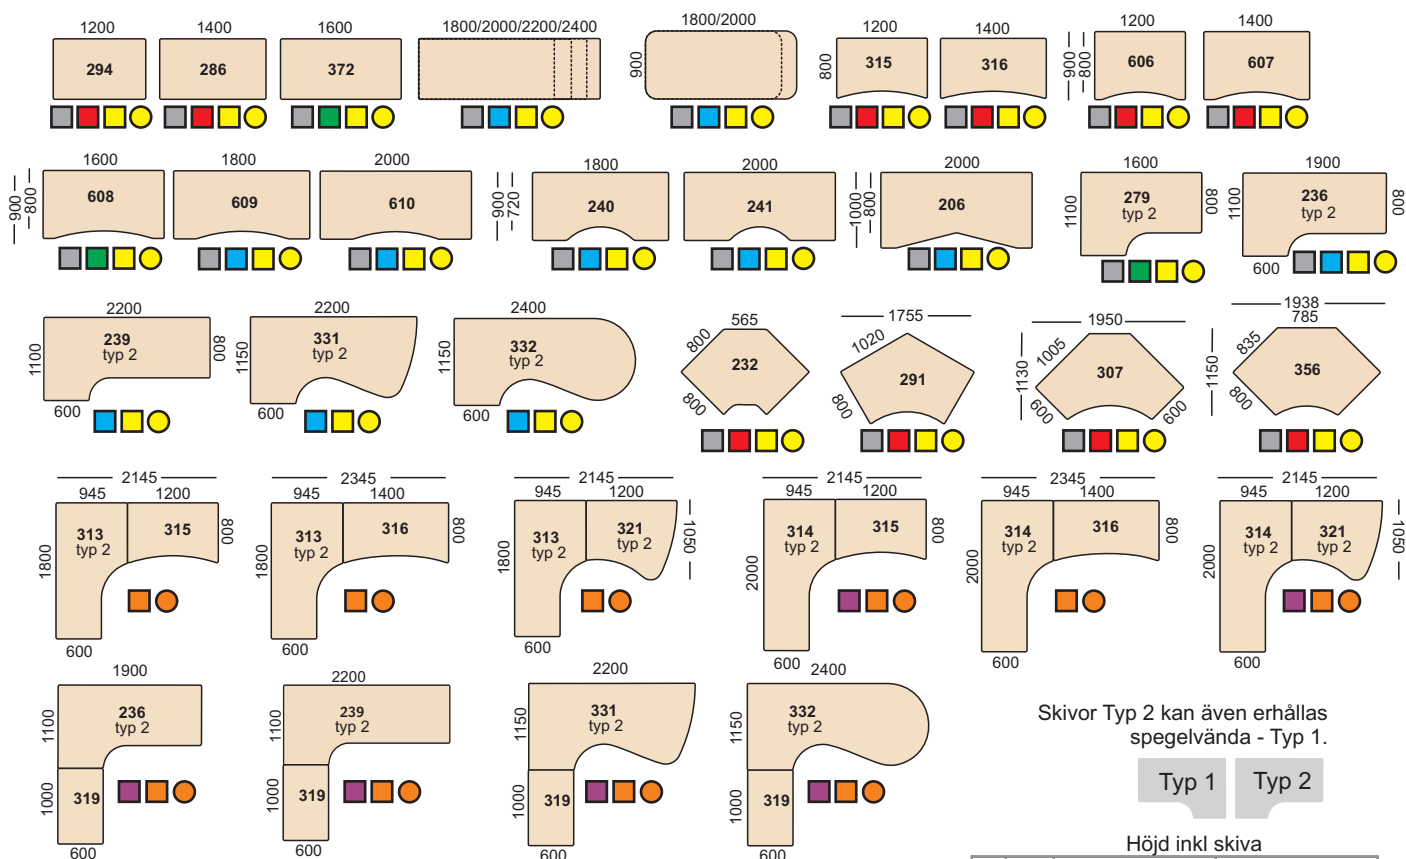 1200 1400 1600 1800/2000/2200/2400 1800/2000 1200 1400 1200 1400
294 286 372 900 800 315 316 900 800 606 607
1600 1800 2000 1800 2000 2000 1600 1900
900 800 608 609 610 900 720 240 241 1000 800 206 1100 279 typ 2 800 1100 236 typ 2 800
600
2200 2200 2400 565 1755 1950 1938
785
1100 239 typ 2 800 1150 331 typ 2 1150 332 typ 2 800 232 800 1020 291 800 1130 1005 307 600 600 1150 835 356 800
600 600 600
2145 2345 2145 2145 2345 2145
945 1200 945 1400 945 1200 945 1200 945 1400 945 1200
1800 313 typ 2 315 800 1800 313 typ 2 316 800 1800 313 typ 2 321 typ 2 1050 2000 314 typ 2 315 800 2000 314 typ 2 316 800 2000 314 typ 2 321 typ 2 1050
600 600 600 600 600 600
1900 2200 2200 2400
1100 236 typ 2 1100 239 typ 2 1150 331 typ 2 1150 332 typ 2
1000 319 1000 319 1000 319 1000 319
600 600 600 600
Skivor Typ 2 kan även erhållas
spegelvända - Typ 1.
Typ 1 Typ 2
Höjd inkl skiva